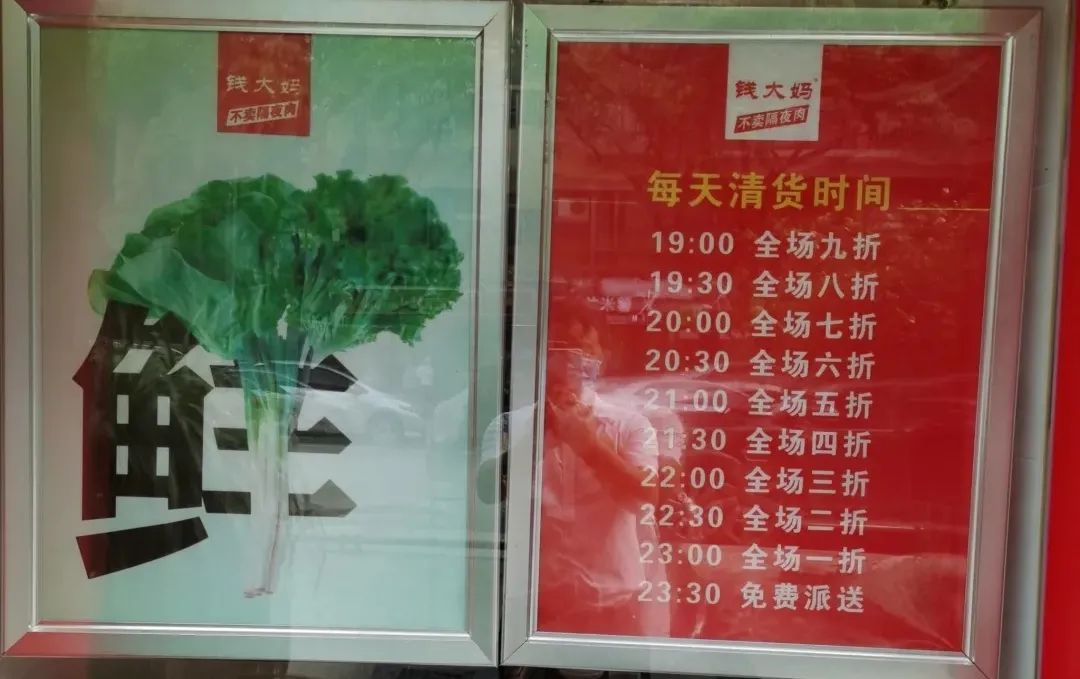 钱大妈
不卖隔夜肉
鲜
钱大妈
不卖隔夜肉
每天清货时间
19:00 全场九折
19:30 全场八折
20:00 全场七折
20:30 全场六折
21:00 全场五折
21:30 全场四折
22:00 全场三折
22:30 全场二折
23:00 全场一折
23:30 免费派送